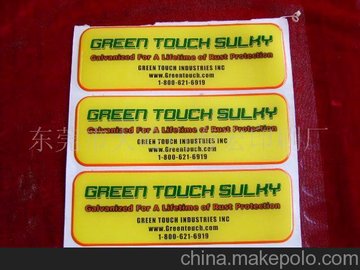 GREEN TOUCH SULKY
Galvanized For A Lifetime of Rust Protection
GREEN TOUCH INDUSTRIES INC
www.Greentouch.com
1-800-621-6919
GREEN TOUCH SULKY
Galvanized For A Lifetime of Rust Protection
GREEN TOUCH INDUSTRIES INC
www.Greentouch.com
1-800-621-6919
GREEN TOUCH SULKY
Galvanized For A Lifetime of Rust Protection
GREEN TOUCH INDUSTRIES INC
www.Greentouch.com
1-800-621-6919
东莞
厂
china.makepolo.com